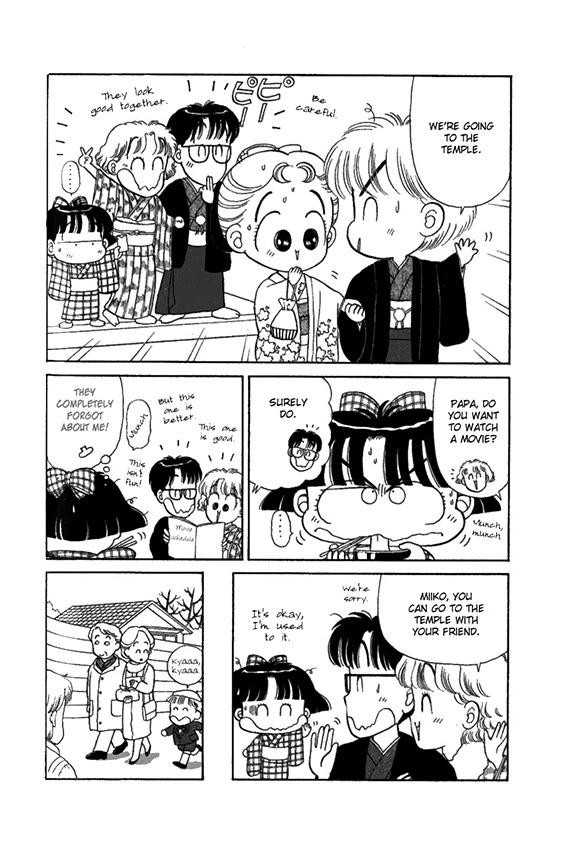 They look
good together.
ピピ
Be
careful.
WE'RE GOING
TO THE
TEMPLE.
......
PAPA, DO
YOU WANT
TO WATCH
A MOVIE?
SURELY
DO.
......
Munch,
munch
But this
one is
better.
This one
is good.
Munch
THEY
COMPLETELY
FORGOT
ABOUT ME!
This
isn't
fun!
Movie
schedule
MIIKO, YOU
CAN GO TO THE
TEMPLE WITH
YOUR FRIEND.
We're
sorry.
It's okay,
I'm used
to it.
Kyaaa,
kyaaa